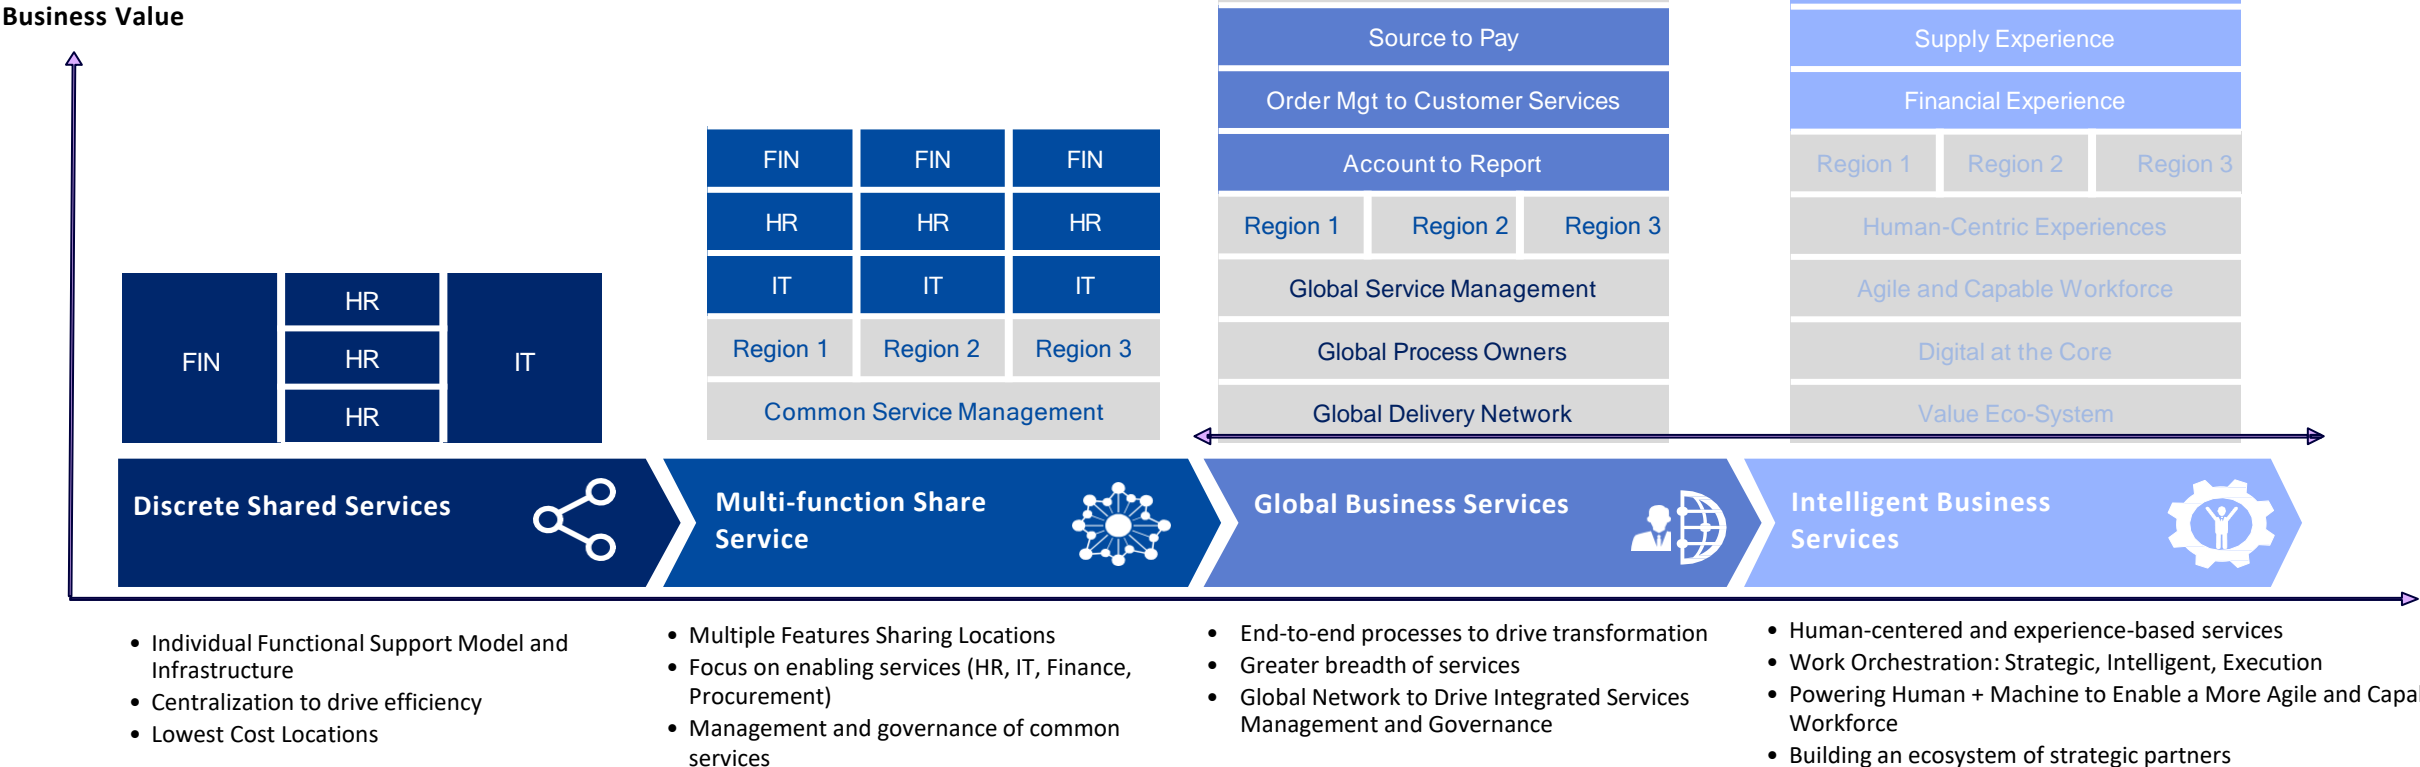 Business Value
FIN
HR
HR
HR
IT
FIN FIN FIN
HR HR HR
IT IT IT
Region 1 Region 2 Region 3
Common Service Management
Source to Pay
Order Mgt to Customer Services
Account to Report
Region 1 Region 2 Region 3
Global Service Management
Global Process Owners
Global Delivery Network
Supply Experience
Financial Experience
Region 1 Region 2 Region 3
Human-Centric Experiences
Agile and Capable Workforce
Digital at the Core
Value Eco-System
Discrete Shared Services
Multi-function Share
Service
Global Business Services
Intelligent Business
Services
• Individual Functional Support Model and
Infrastructure
• Centralization to drive efficiency
• Lowest Cost Locations
• Multiple Features Sharing Locations
• Focus on enabling services (HR, IT, Finance,
Procurement)
• Management and governance of common
services
• End-to-end processes to drive transformation
• Greater breadth of services
• Global Network to Drive Integrated Services
Management and Governance
• Human-centered and experience-based services
• Work Orchestration: Strategic, Intelligent, Execution
• Powering Human + Machine to Enable a More Agile and
Workforce
• Building an ecosystem of strategic partners